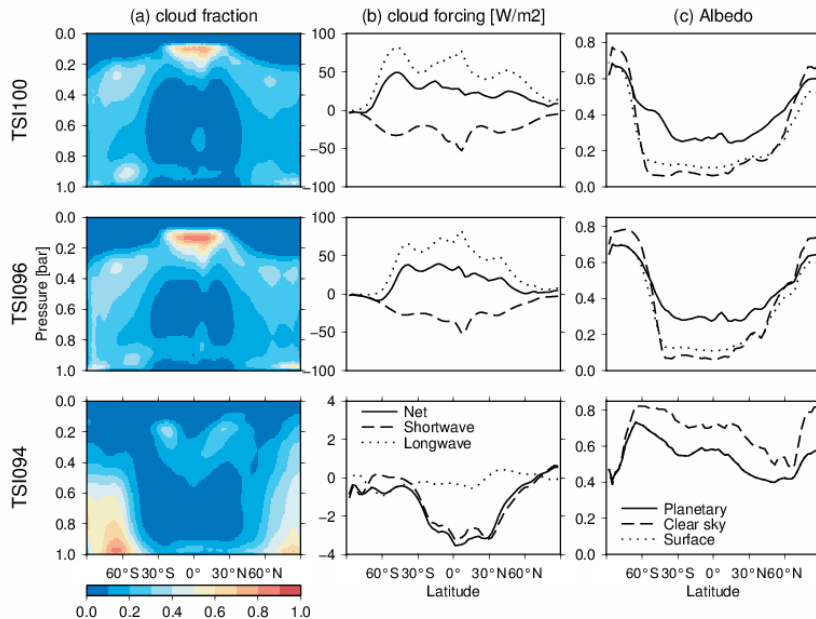 (a) cloud fraction
(b) cloud forcing [W/m2]
(c) Albedo
TSI100
0.0
0.2
0.4
0.6
0.8
1.0
100
50
0
−50
−100
0.8
0.6
0.4
0.2
0.0
TSI096
Pressure [bar]
0.0
0.2
0.4
0.6
0.8
1.0
100
50
0
−50
−100
0.8
0.6
0.4
0.2
0.0
TSI094
0.0
0.2
0.4
0.6
0.8
1.0
4
2
0
−2
−4
Net
Shortwave
Longwave
0.8
0.6
0.4
0.2
0.0
Planetary
Clear sky
Surface
60°S 30°S 0° 30°N 60°N
60°S 30°S 0° 30°N 60°N
Latitude
60°S 30°S 0° 30°N 60°N
Latitude
0.0 0.2 0.4 0.6 0.8 1.0